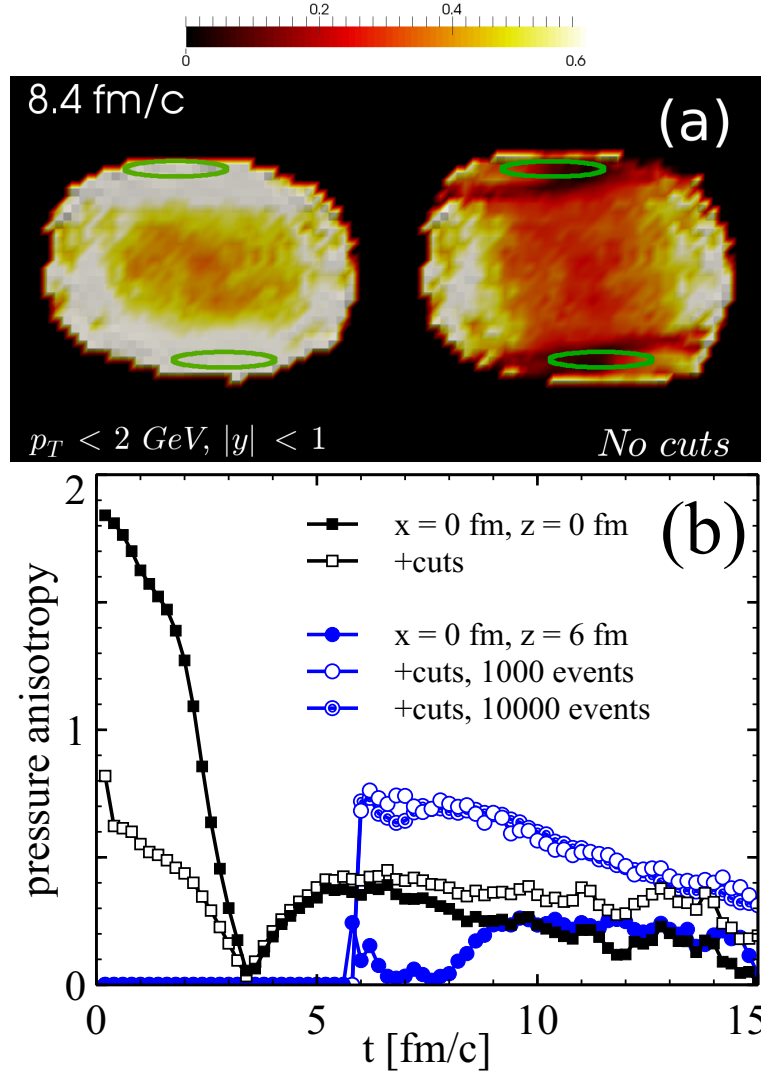 0.2 0.4
0 0.6
8.4 fm/c (a)
p_T < 2 GeV, |y| < 1 No cuts
2
1
0
pressure anisotropy
(b)
x = 0 fm, z = 0 fm
+cuts
x = 0 fm, z = 6 fm
+cuts, 1000 events
+cuts, 10000 events
0 5 10 15
t [fm/c]